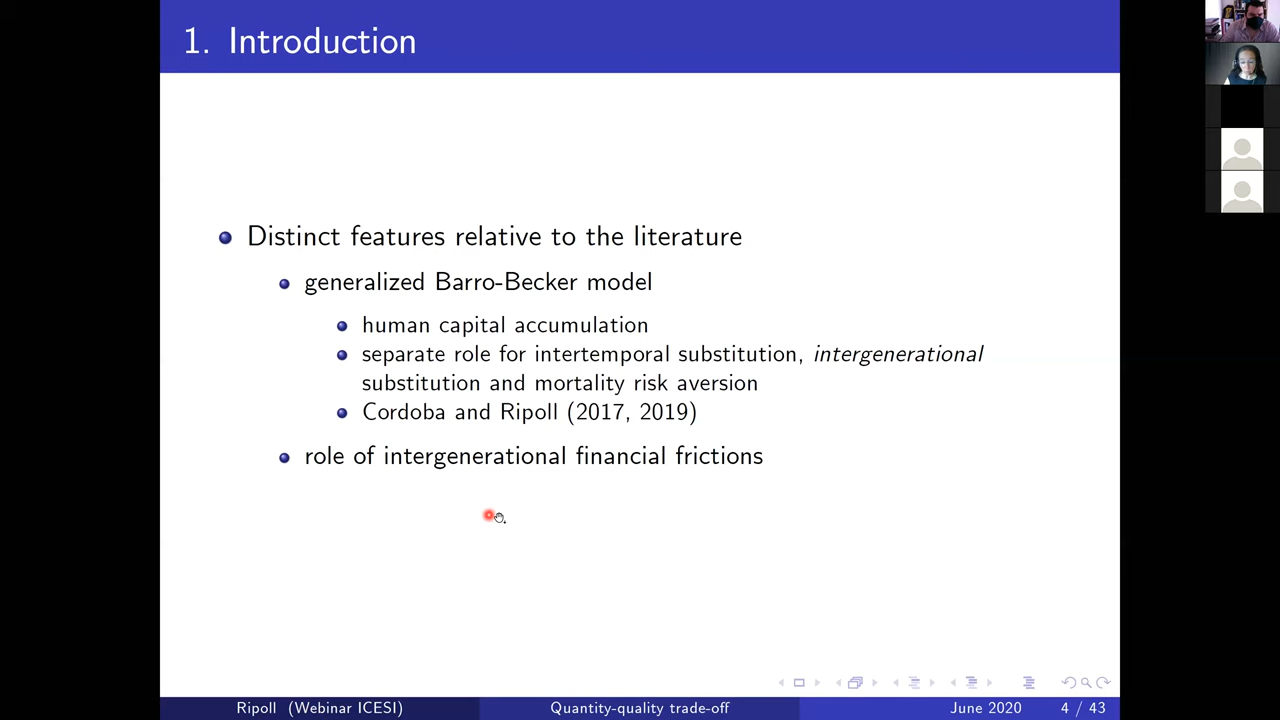 1. Introduction
Distinct features relative to the literature
generalized Barro-Becker model
human capital accumulation
separate role for intertemporal substitution, intergenerational
substitution and mortality risk aversion
Cordoba and Ripoll (2017, 2019)
role of intergenerational financial frictions
Ripoll (Webinar ICESI)
Quantity-quality trade-off
June 2020
4 / 43